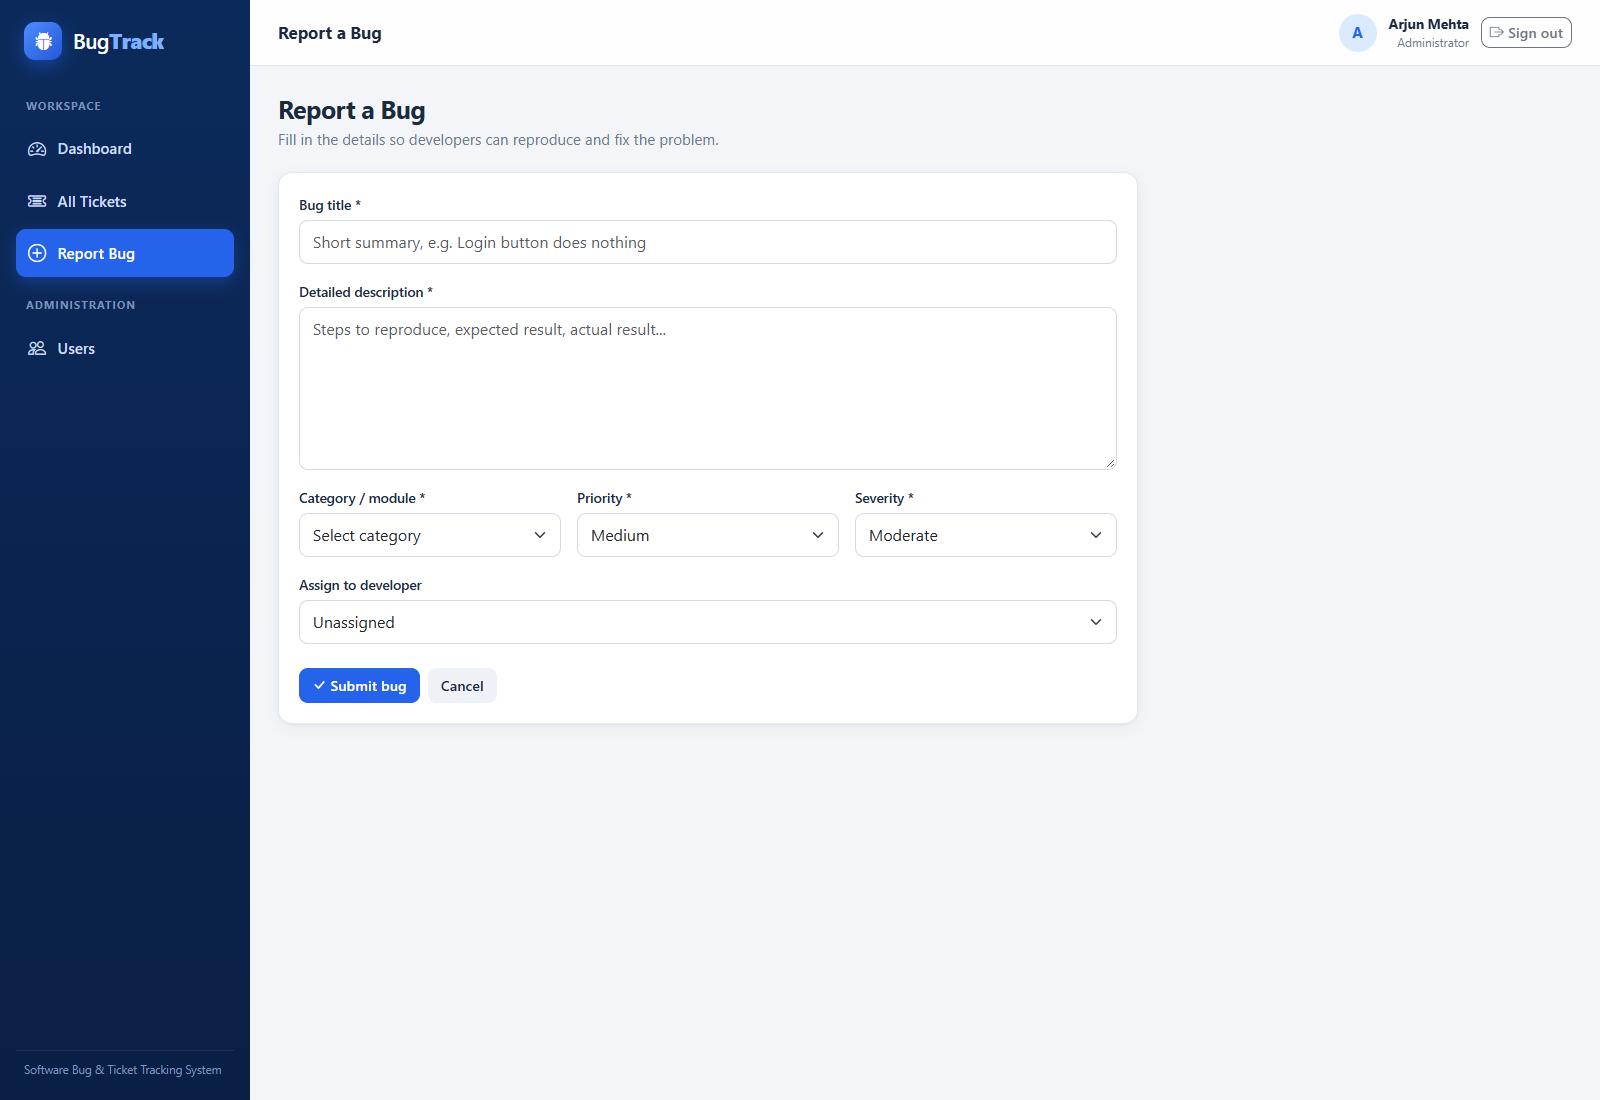 BugTrack
WORKSPACE
Dashboard
All Tickets
Report Bug
ADMINISTRATION
Users
Software Bug & Ticket Tracking System
Report a Bug
A
Arjun Mehta
Administrator
Sign out
Report a Bug
Fill in the details so developers can reproduce and fix the problem.
Bug title *
Short summary, e.g. Login button does nothing
Detailed description *
Steps to reproduce, expected result, actual result...
Category / module *
Priority *
Severity *
Select category
Medium
Moderate
Assign to developer
Unassigned
Submit bug
Cancel